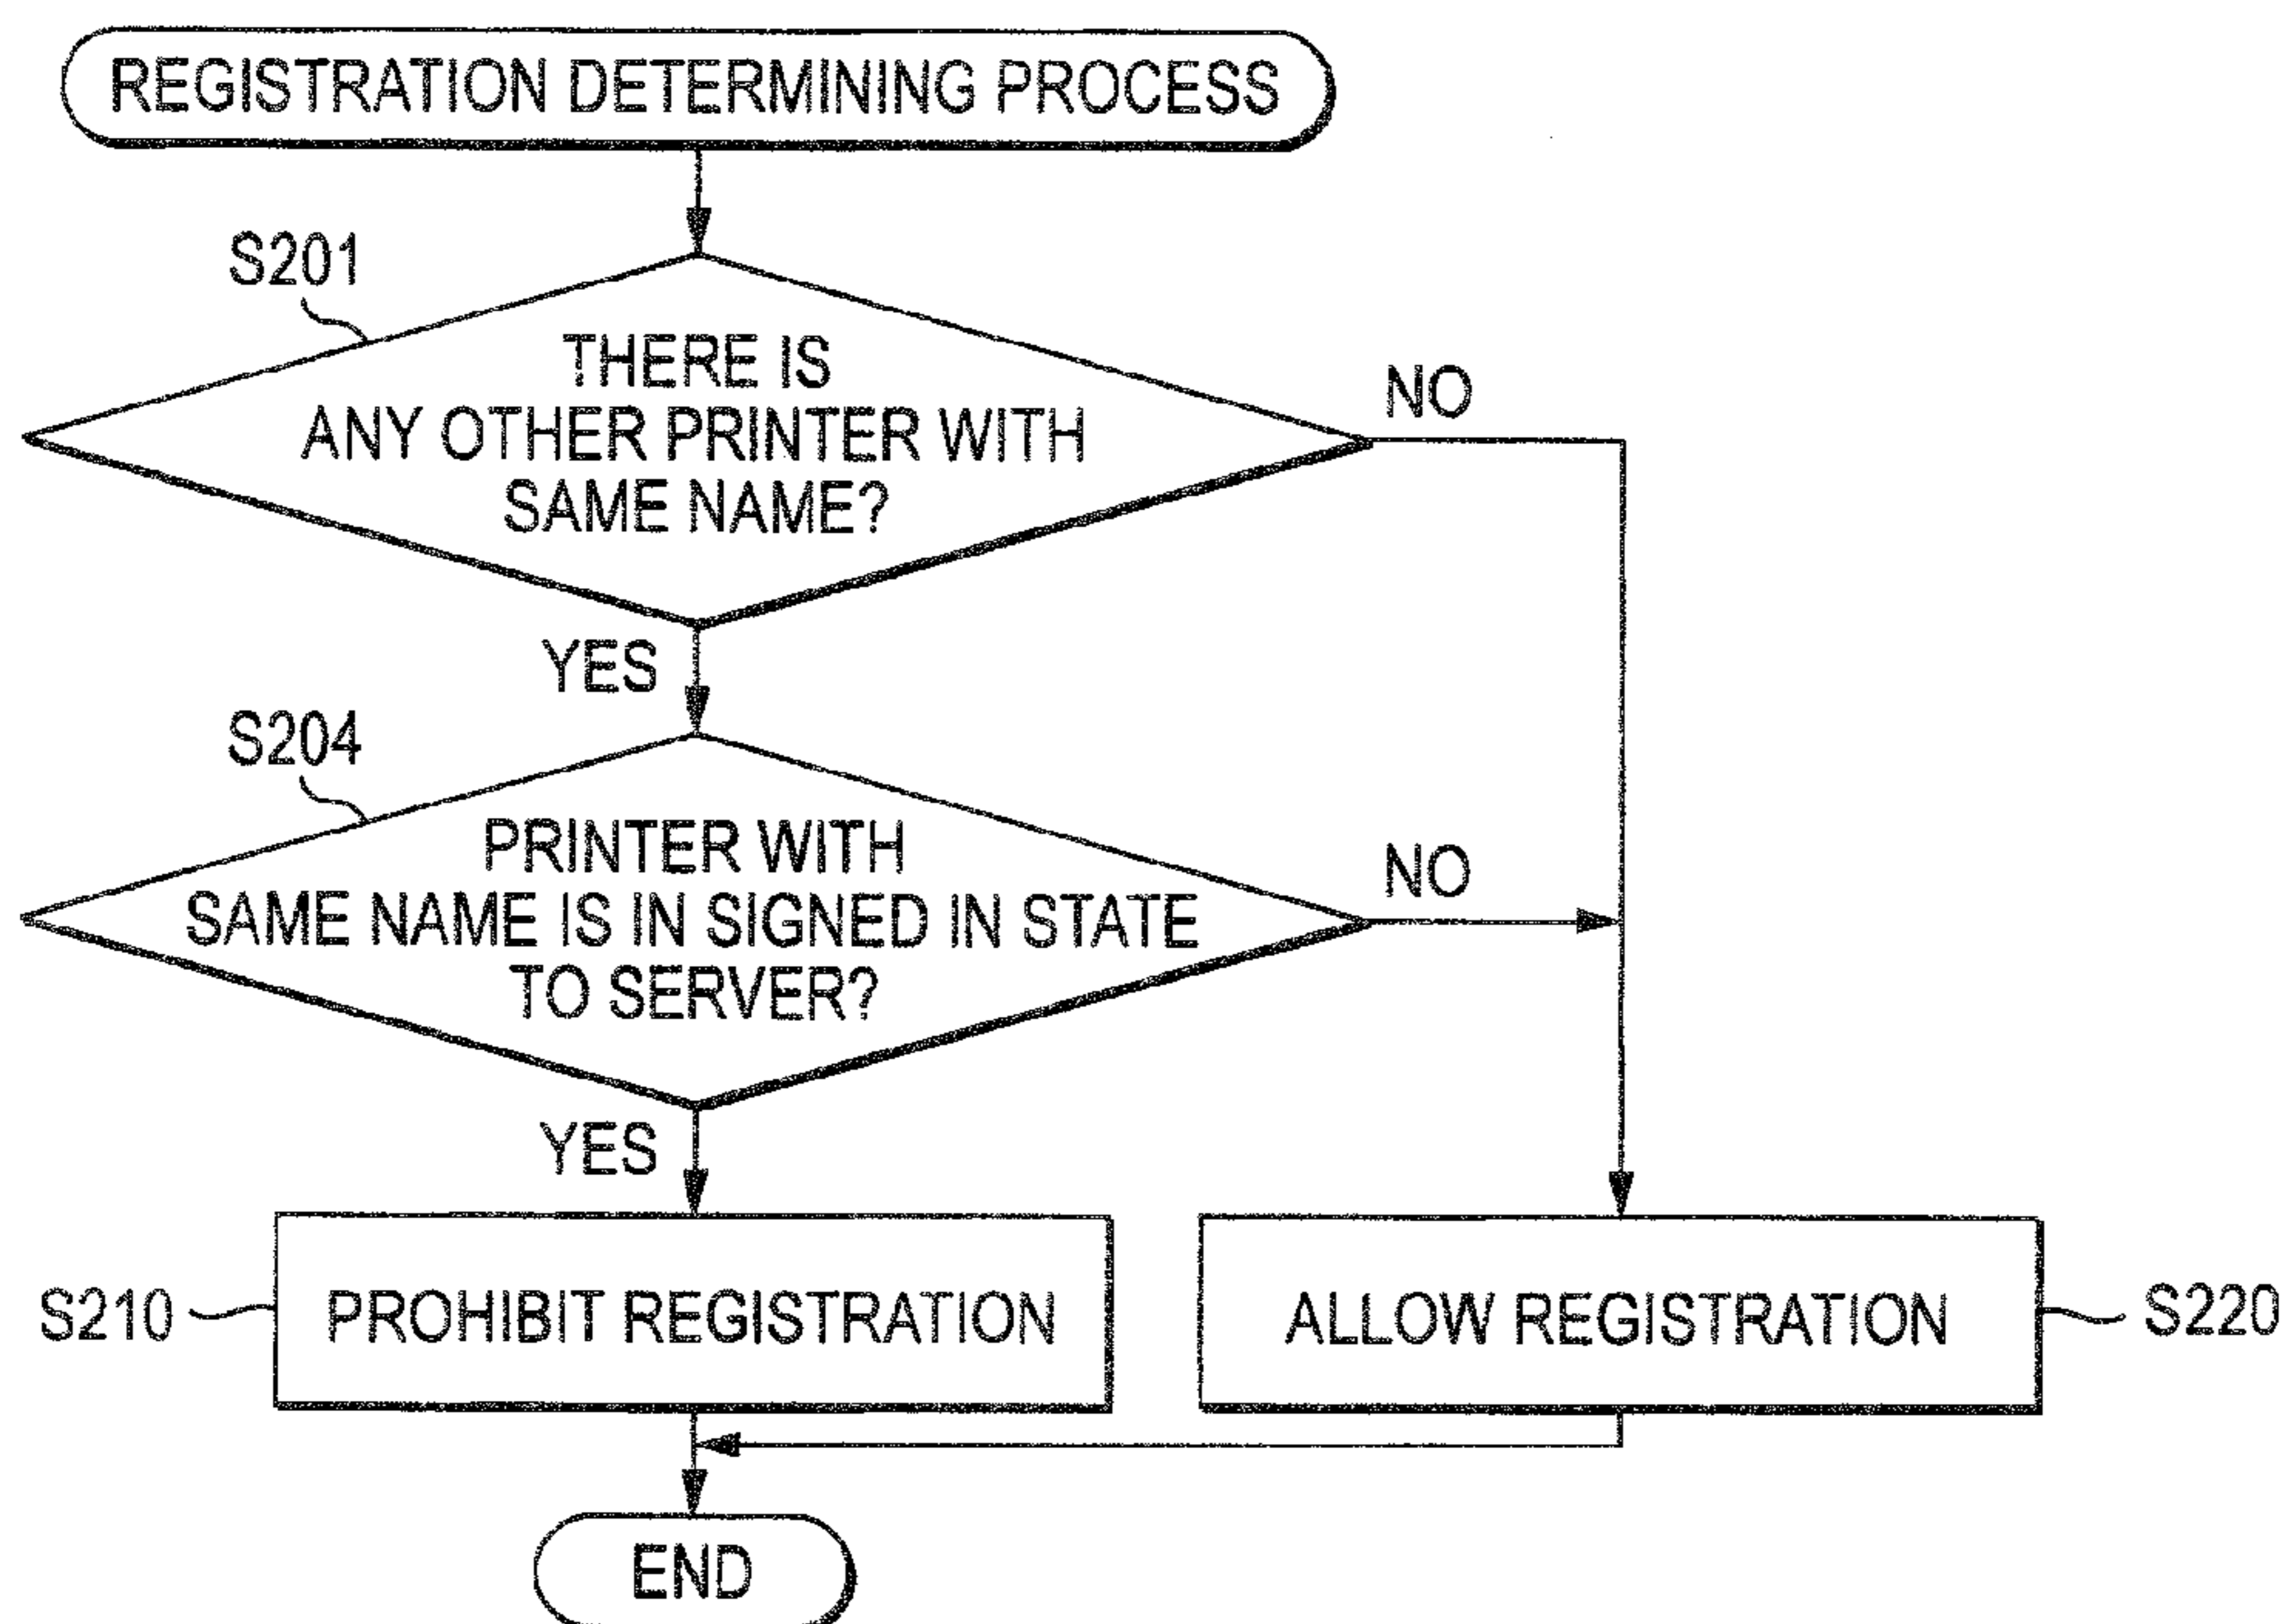 REGISTRATION DETERMINING PROCESS
S201
THERE IS
ANY OTHER PRINTER WITH
SAME NAME?
NO
YES
S204
PRINTER WITH
SAME NAME IS IN SIGNED IN STATE
TO SERVER?
NO
YES
S210
PROHIBIT REGISTRATION
ALLOW REGISTRATION
S220
END